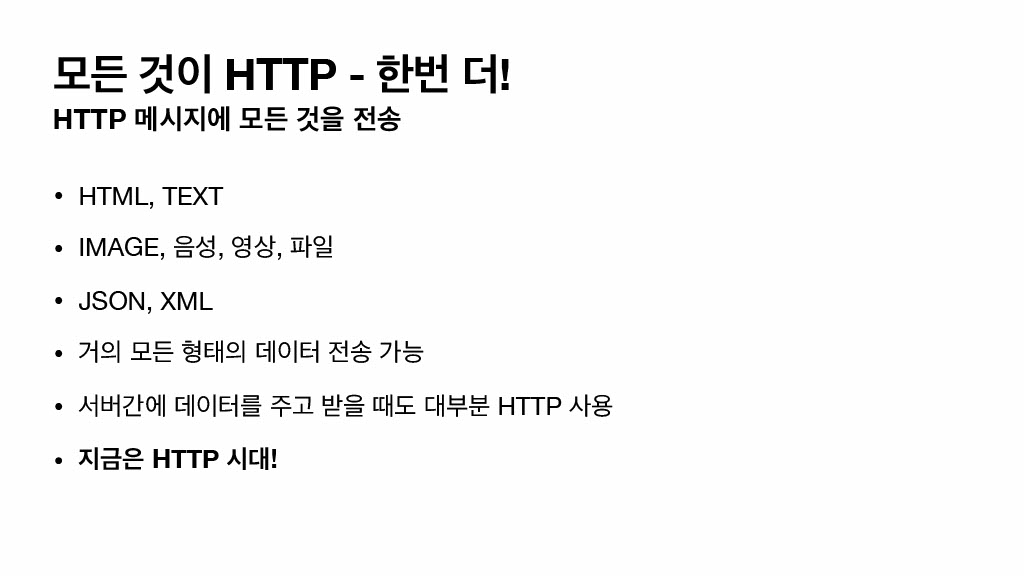 모든 것이 HTTP - 한번 더!
HTTP 메시지에 모든 것을 전송
• HTML, TEXT
• IMAGE, 음성, 영상, 파일
• JSON, XML
• 거의 모든 형태의 데이터 전송 가능
• 서버간에 데이터를 주고 받을 때도 대부분 HTTP 사용
• 지금은 HTTP 시대!